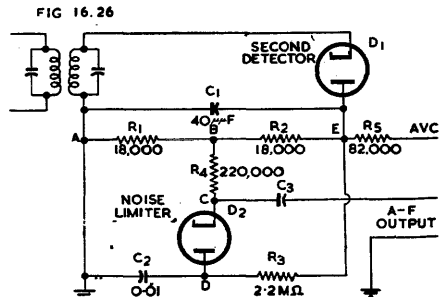 FIG 16.26
SECOND
DETECTOR
D1
C1
40μμF
A
R1
18,000
B
R2
18,000
E
R5
82,000
AVC
R4
220,000
C3
C
D2
NOISE
LIMITER
A-F
OUTPUT
C2
0·01
D
R3
2·2MΩ